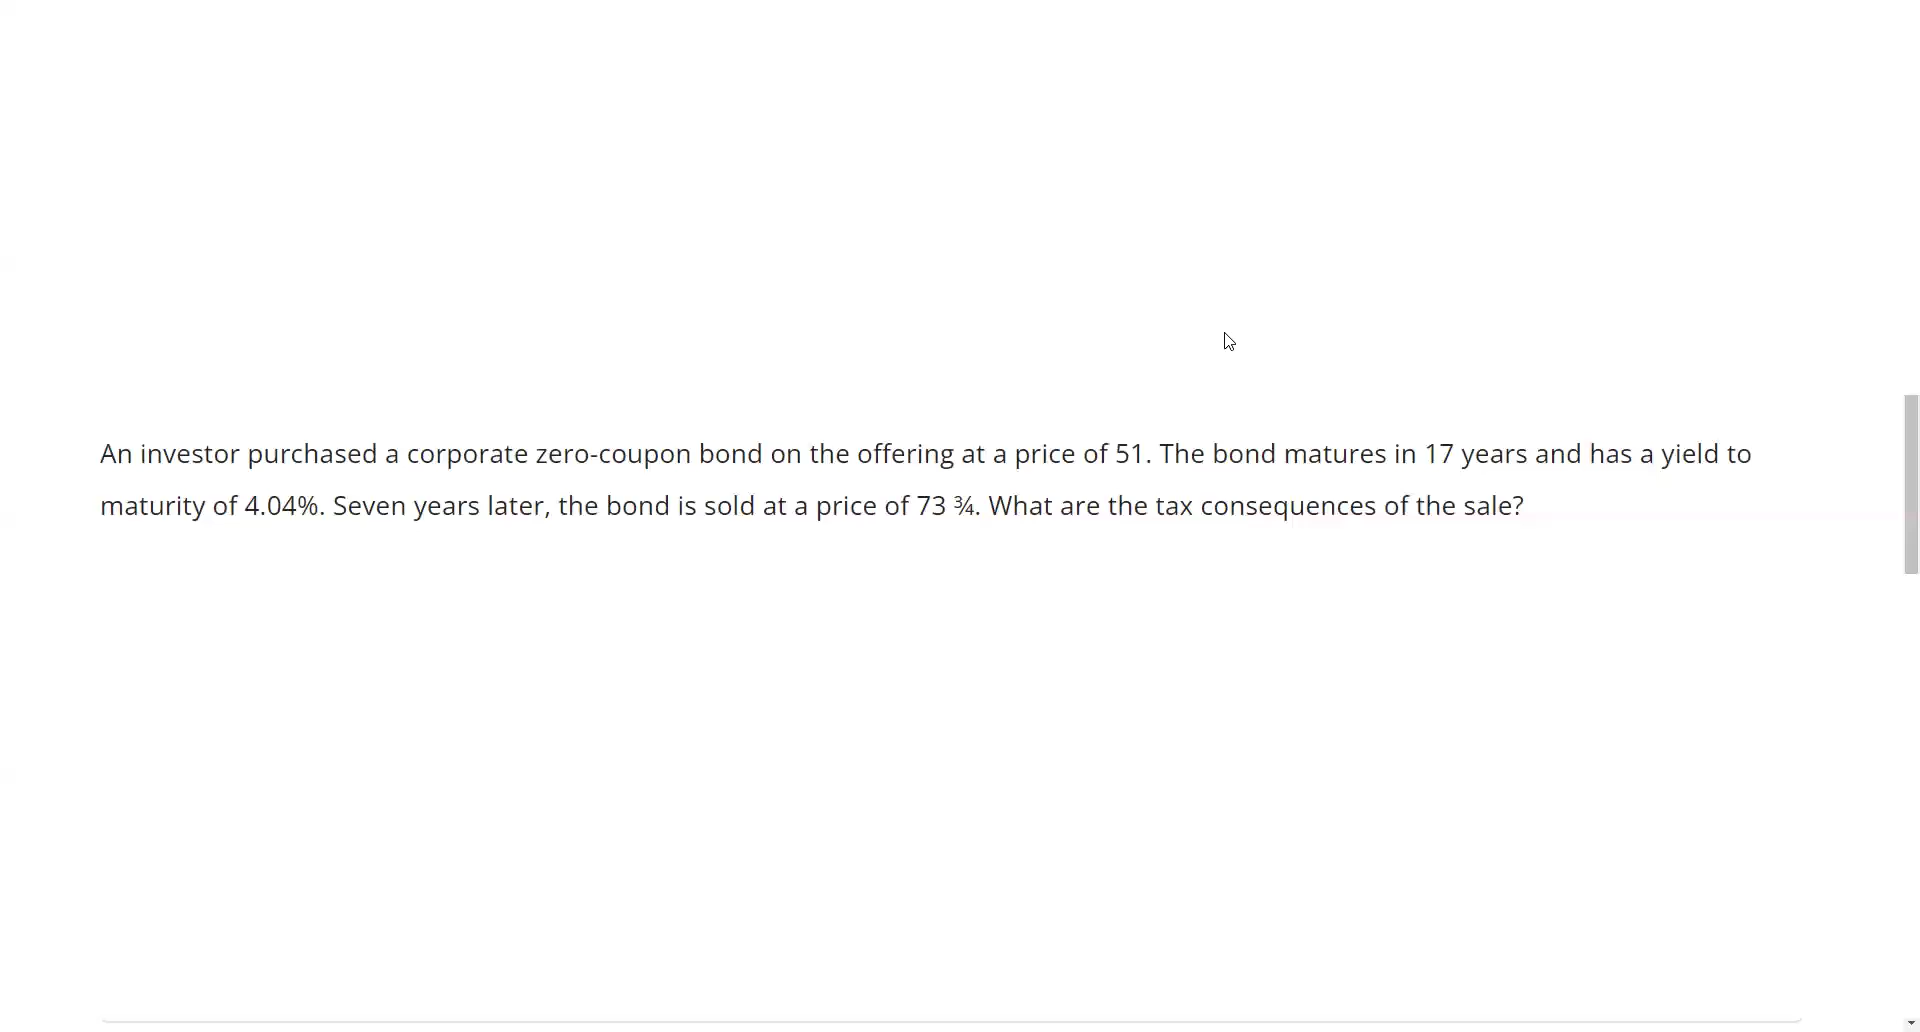 An investor purchased a corporate zero-coupon bond on the offering at a price of 51. The bond matures in 17 years and has a yield to
maturity of 4.04%. Seven years later, the bond is sold at a price of 73 ¾. What are the tax consequences of the sale?